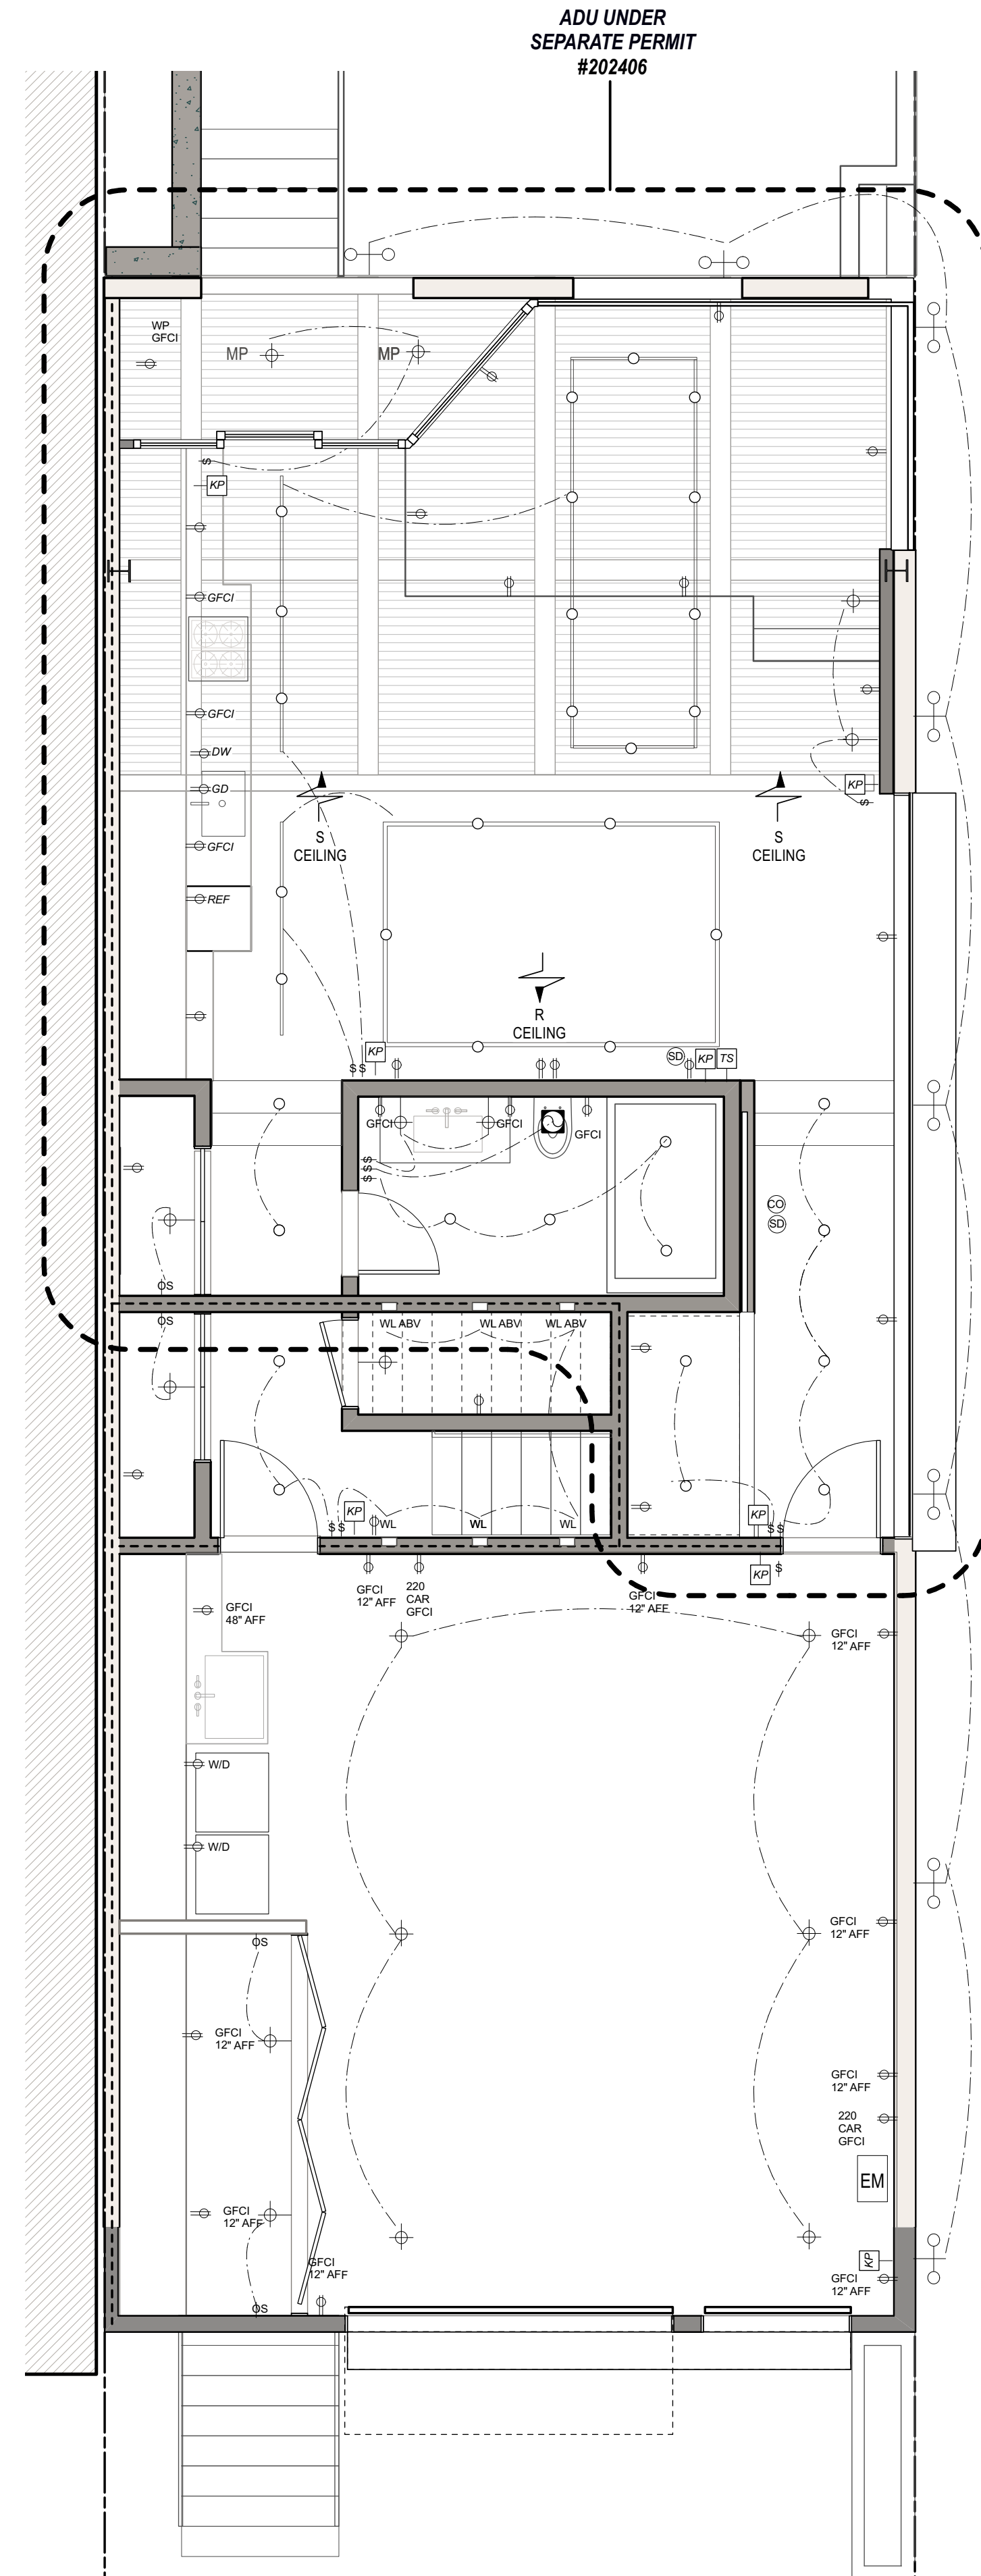 ADU UNDER
SEPARATE PERMIT
#202406
WP
GFCI
MP
MP
$
KP
GFCI
GFCI
DW
GD
GFCI
REF
KP
$
S
CEILING
S
CEILING
R
CEILING
$ $
KP
SD
KP
TS
GFCI
GFCI
GFCI
$
$
$
CO
SD
OS
OS
WL ABV
WL ABV
WL ABV
KP
$ $
WL
WL
WL
KP
$ $
KP
$
GFCI
12" AFF
220
CAR
GFCI
GFCI
12" AFF
GFCI
48" AFF
GFCI
12" AFF
W/D
W/D
GFCI
12" AFF
OS
GFCI
12" AFF
GFCI
12" AFF
220
CAR
GFCI
EM
GFCI
12" AFF
GFCI
12" AFF
KP
GFCI
12" AFF
OS